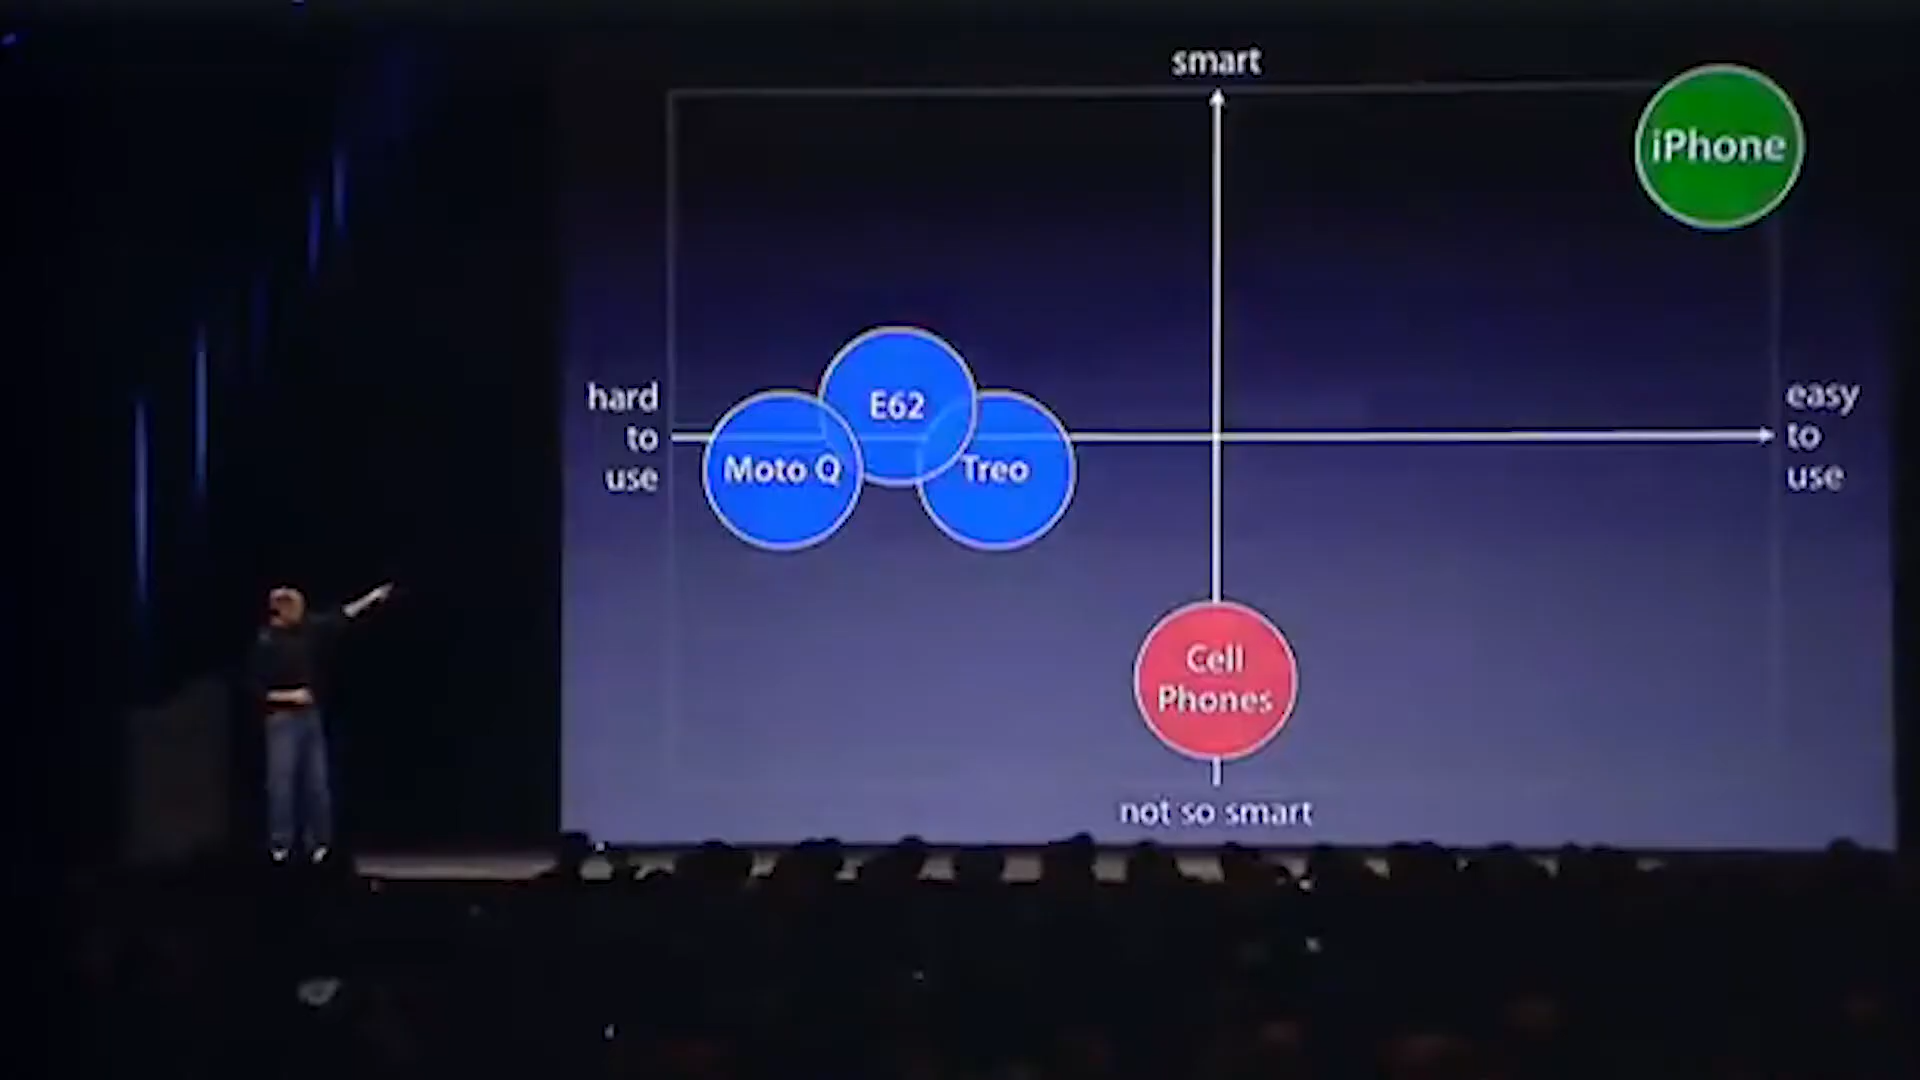 smart
iPhone
hard
to
use
E62
Moto Q
Treo
easy
to
use
Cell
Phones
not so smart